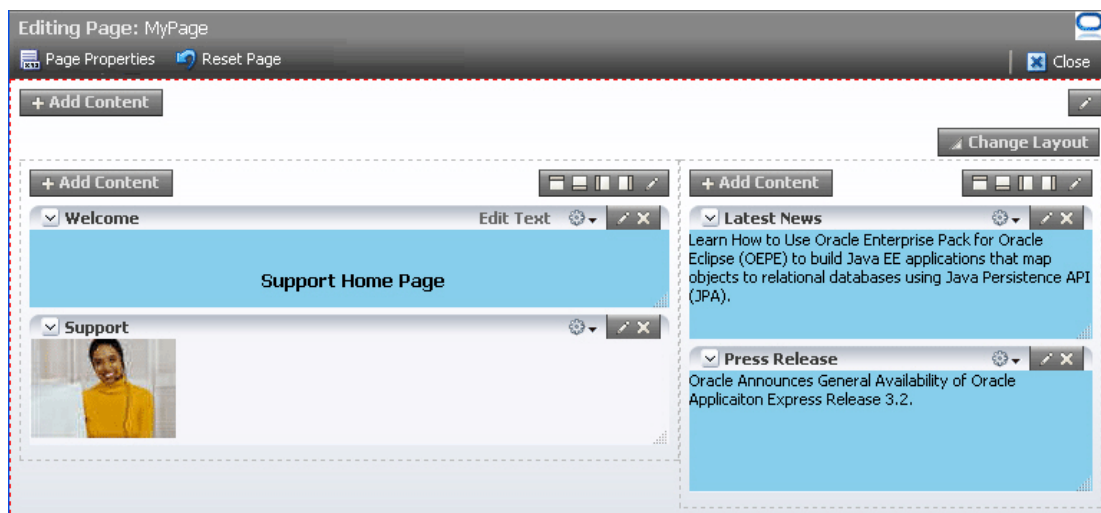 Editing Page: MyPage
Page Properties Reset Page Close
+ Add Content
Change Layout
+ Add Content
Welcome Edit Text
Support Home Page
Support
+ Add Content
Latest News
Learn How to Use Oracle Enterprise Pack for Oracle
Eclipse (OEPE) to build Java EE applications that map
objects to relational databases using Java Persistence API
(JPA).
Press Release
Oracle Announces General Availability of Oracle
Applicaiton Express Release 3.2.